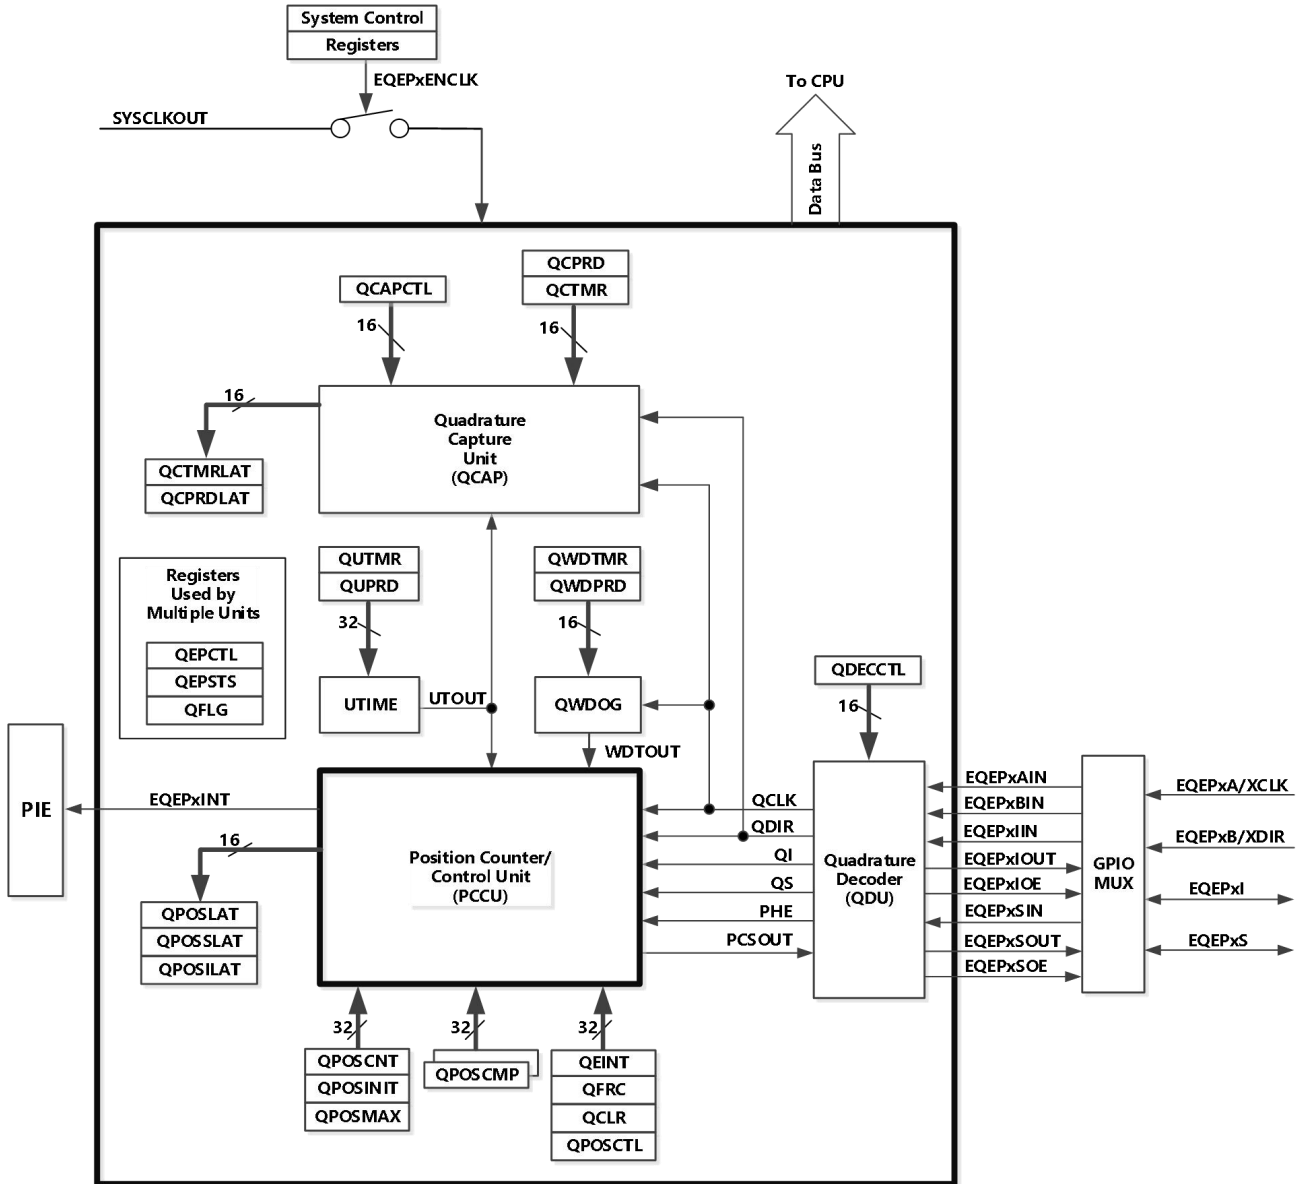 System Control
Registers
EQEPxENCLK
SYSCLKOUT
To CPU
Data Bus
QCPRD
QCTMR
QCAPCTL
16
16
16
Quadrature
Capture
Unit
(QCAP)
QCTMRLAT
QCPRDLAT
Registers
Used by
Multiple Units
QEPCTL
QEPSTS
QFLG
QUTMR
QUPRD
32
UTIME
UTOUT
QWDTMR
QWDPRD
16
QWDOG
WDTOUT
QDECCTL
16
PIE
EQEPxINT
16
QPOSLAT
QPOSSLAT
QPOSILAT
Position Counter/
Control Unit
(PCCU)
QCLK
QDIR
QI
QS
PHE
PCSOUT
Quadrature
Decoder
(QDU)
EQEPxAIN
EQEPxBIN
EQEPxIIN
EQEPxIOUT
EQEPxIOE
EQEPxSIN
EQEPxSOUT
EQEPxSOE
GPIO
MUX
EQEPxA/XCLK
EQEPxB/XDIR
EQEPxI
EQEPxS
32
32
32
QPOSCNT
QPOSINIT
QPOSMAX
QPOSCMP
QEINT
QFRC
QCLR
QPOSCTL